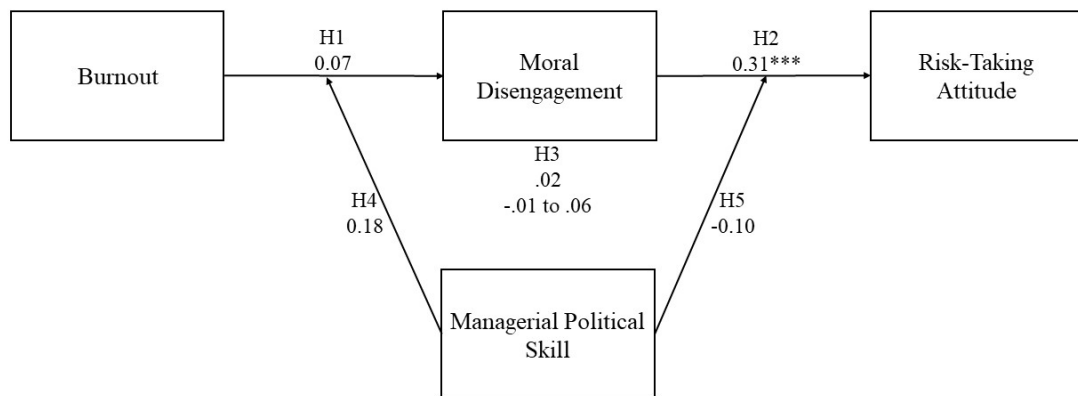 H1
0.07
Burnout
Moral
Disengagement
H2
0.31***
Risk-Taking
Attitude
H3
.02
-.01 to .06
H4
0.18
H5
-0.10
Managerial Political
Skill